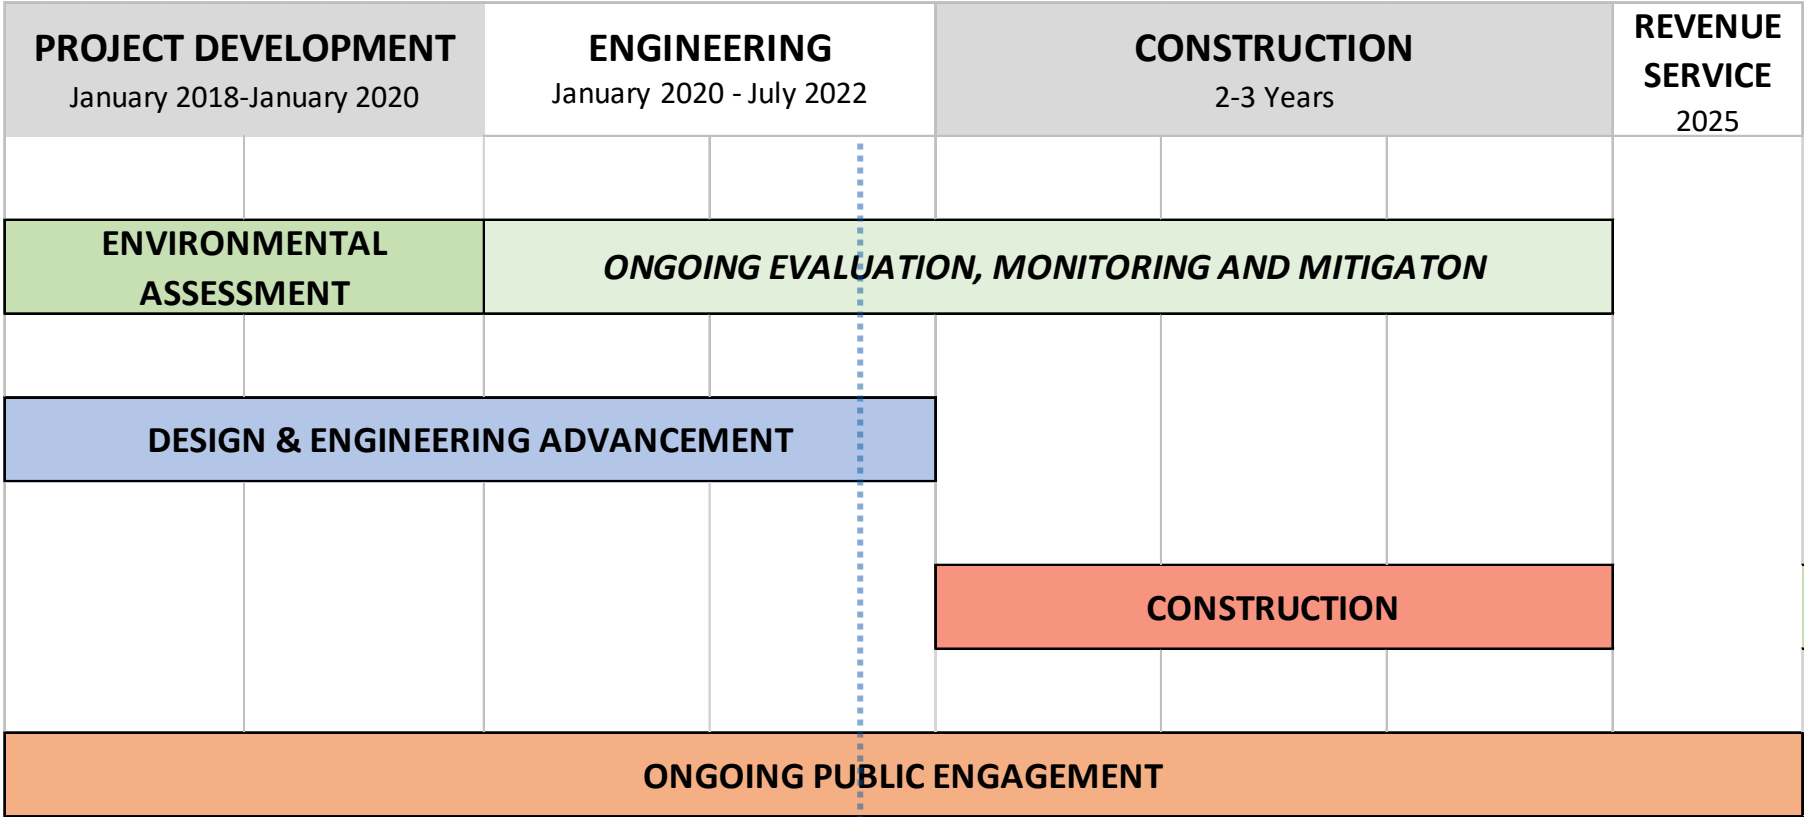 PROJECT DEVELOPMENT
January 2018-January 2020
ENGINEERING
January 2020 - July 2022
CONSTRUCTION
2-3 Years
REVENUE
SERVICE
2025
ENVIRONMENTAL
ASSESSMENT
ONGOING EVALUATION, MONITORING AND MITIGATON
DESIGN & ENGINEERING ADVANCEMENT
CONSTRUCTION
ONGOING PUBLIC ENGAGEMENT